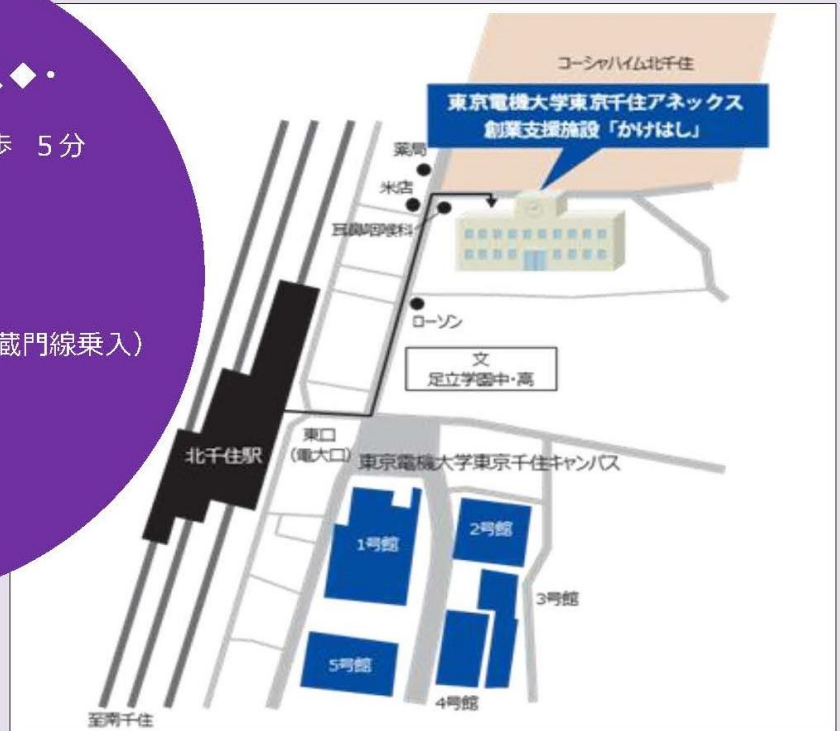 歩 5分
蔵門線乗入）
コーシャハイム北千住
東京電機大学東京千住アネックス
創業支援施設「かけはし」
薬局
米店
耳鼻咽喉科
ローソン
文
足立学園中・高
東口
（電大口）
北千住駅
東京電機大学東京千住キャンパス
1号館
2号館
3号館
5号館
4号館
至南千住